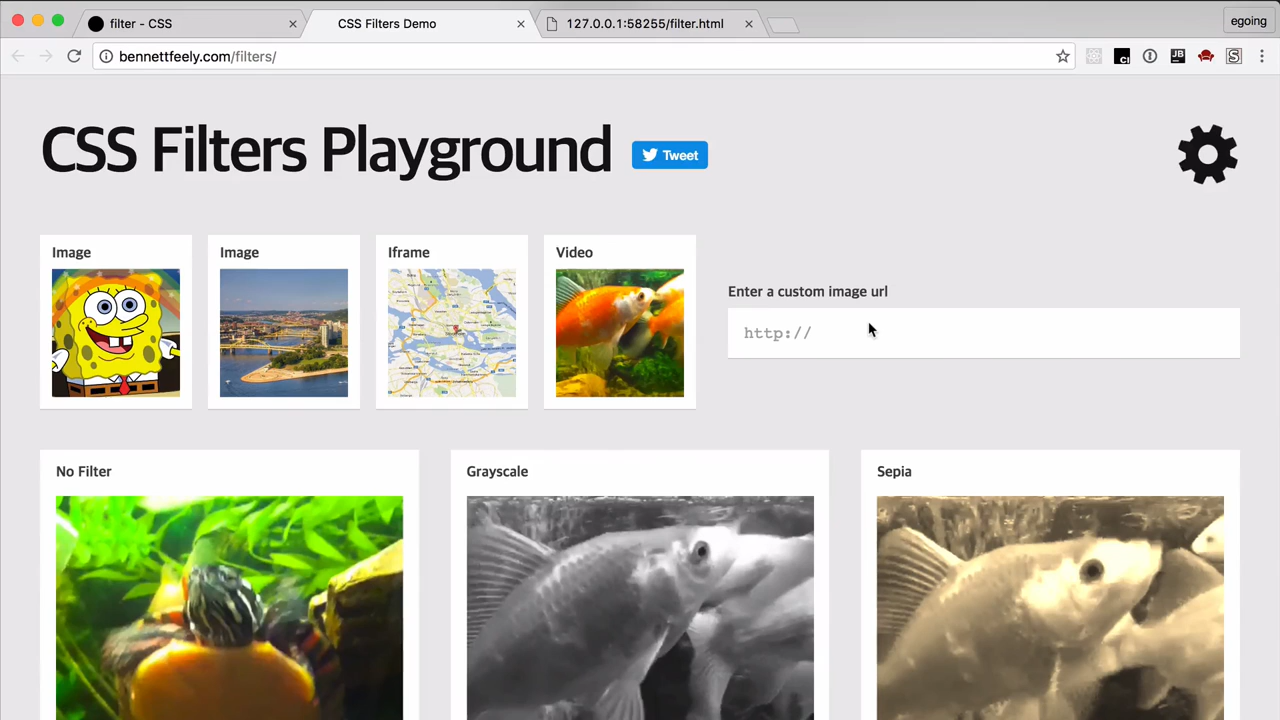 filter - CSS
CSS Filters Demo
127.0.0.1:58255/filter.html
egoing
bennettfeely.com/filters/
JB
CSS Filters Playground
Tweet
Image
Image
Iframe
Video
Enter a custom image url
http://
No Filter
Grayscale
Sepia